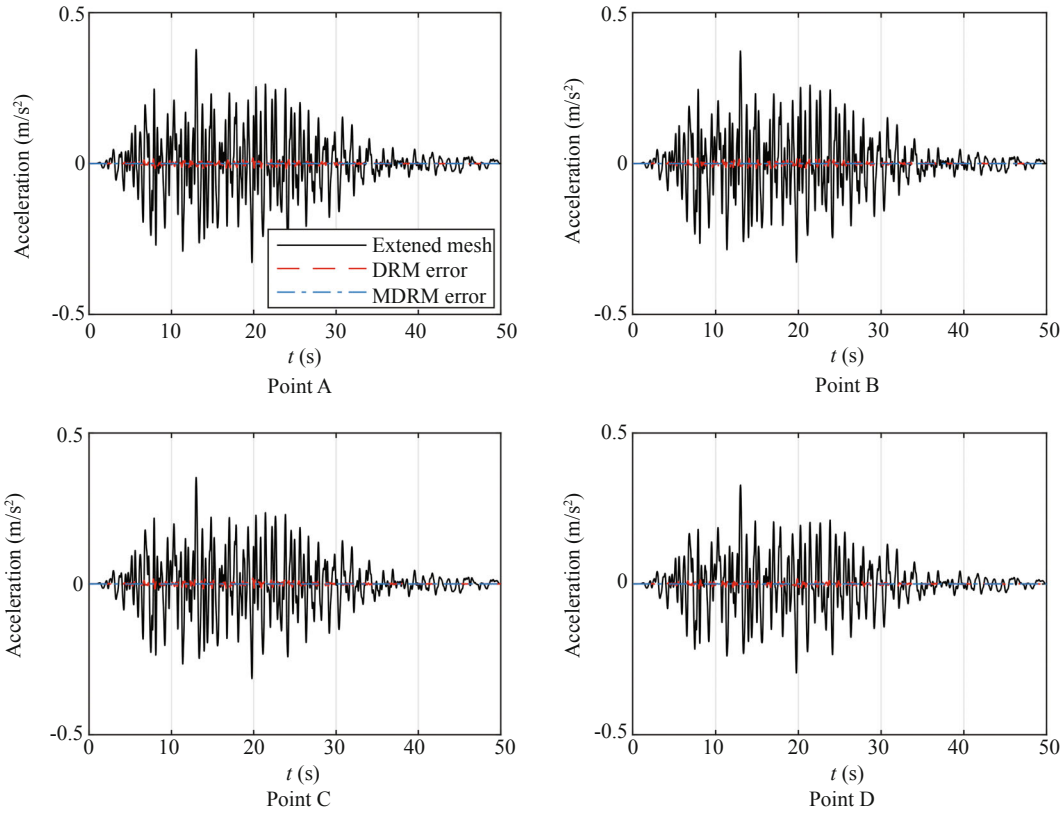 0.5
Acceleration (m/s²)
0
-0.5
Extened mesh
DRM error
MDRM error
0 10 20 30 40 50
t (s)
Point A
0.5
Acceleration (m/s²)
0
-0.5
0 10 20 30 40 50
t (s)
Point B
0.5
Acceleration (m/s²)
0
-0.5
0 10 20 30 40 50
t (s)
Point C
0.5
Acceleration (m/s²)
0
-0.5
0 10 20 30 40 50
t (s)
Point D